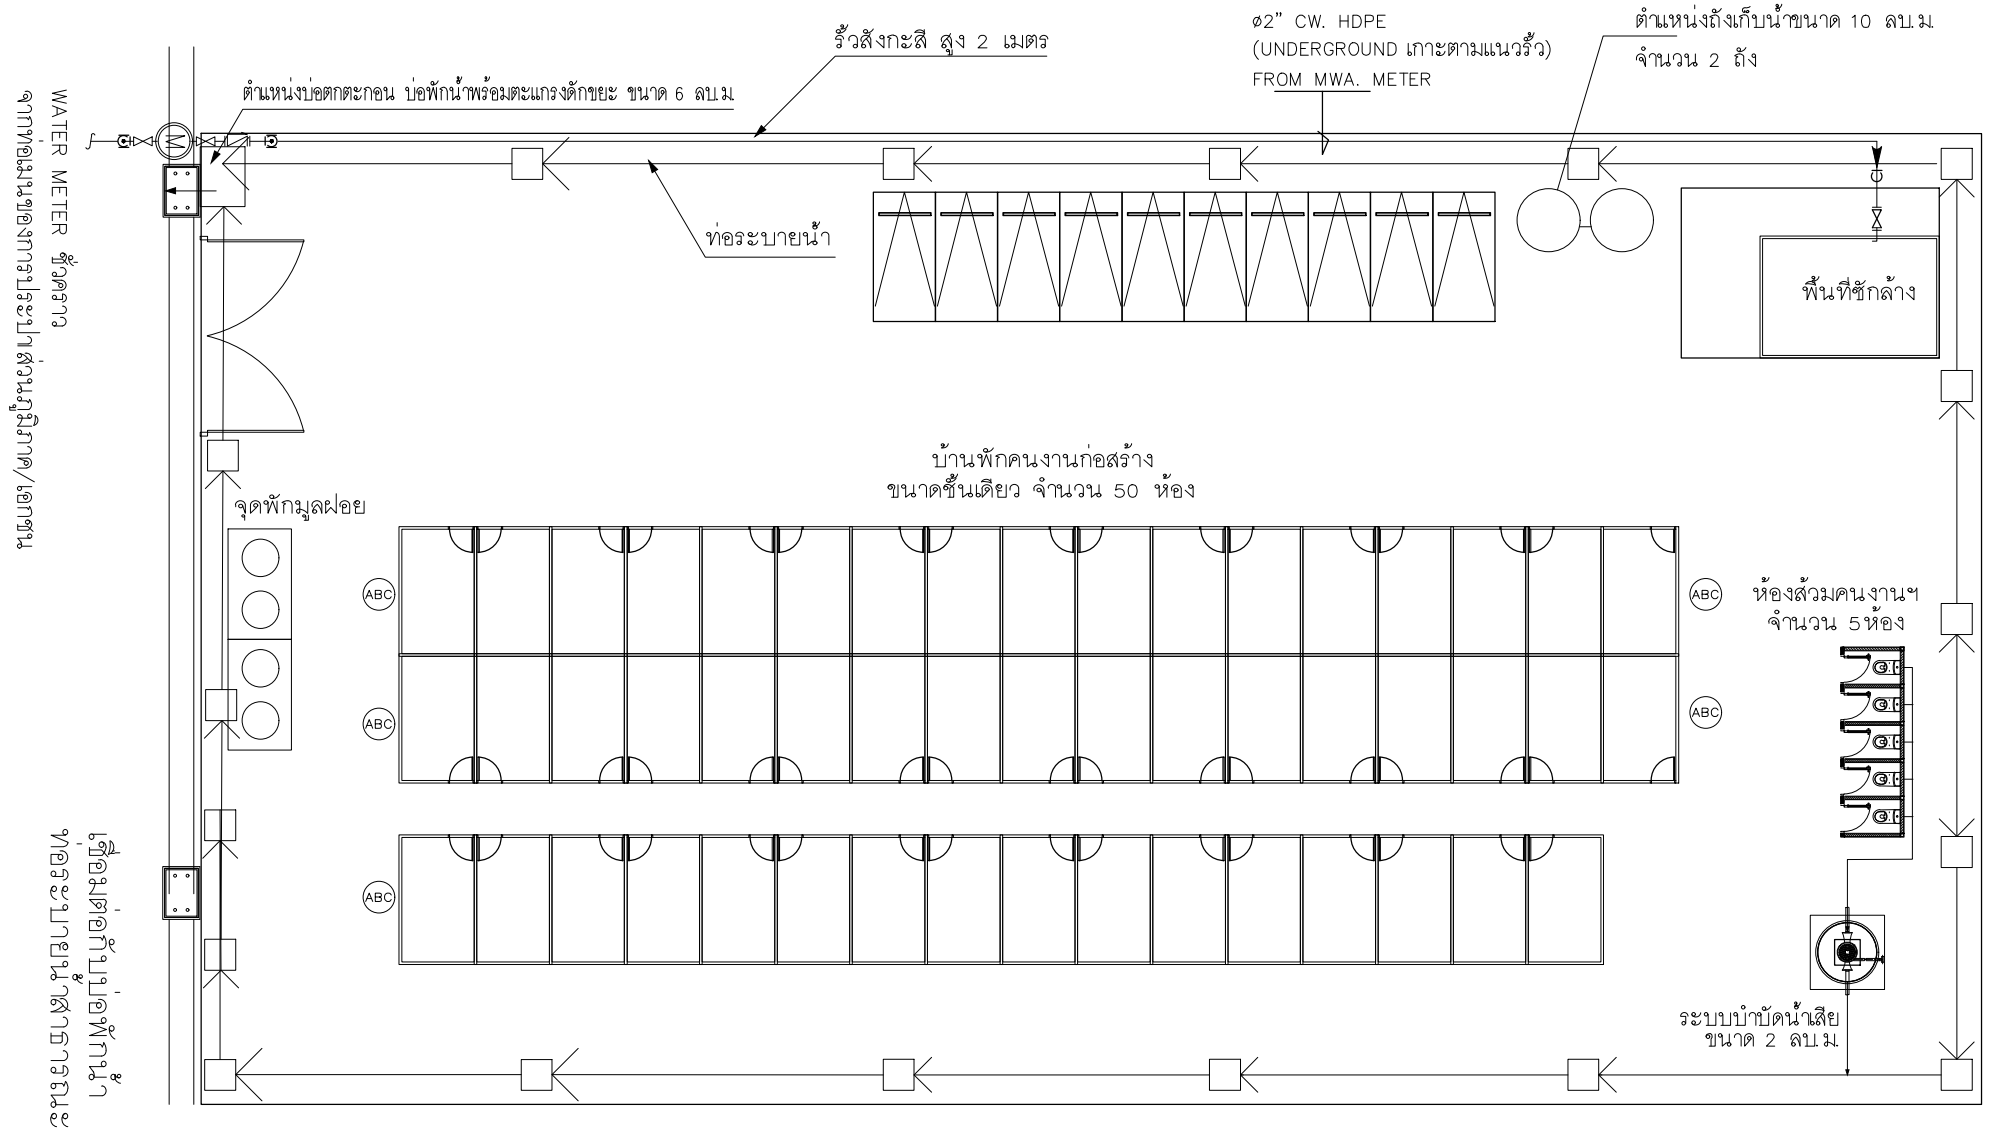 รั้วสังกะสี สูง 2 เมตร
ø2" CW. HDPE
(UNDERGROUND เกาะตามแนวรั้ว)
FROM MWA. METER
ตำแหน่งถังเก็บน้ำขนาด 10 ลบ.ม.
จำนวน 2 ถัง
ตำแหน่งบ่อตกตะกอน บ่อพักน้ำพร้อมตะแกรงดักขยะ ขนาด 6 ลบ.ม.
WATER METER ชั่วคราว
จากท่อเมนของการประปาส่วนภูมิภาค/เอกชน
M
ท่อระบายน้ำ
พื้นที่ซักล้าง
บ้านพักคนงานก่อสร้าง
ขนาดชั้นเดียว จำนวน 50 ห้อง
จุดพักมูลฝอย
ABC
ABC
ห้องส้วมคนงานฯ
จำนวน 5ห้อง
ABC
ABC
ABC
เชื่อมต่อกับบ่อพักน้ำ
ท่อระบายน้ำสาธารณะ
ระบบบำบัดน้ำเสีย
ขนาด 2 ลบ.ม.